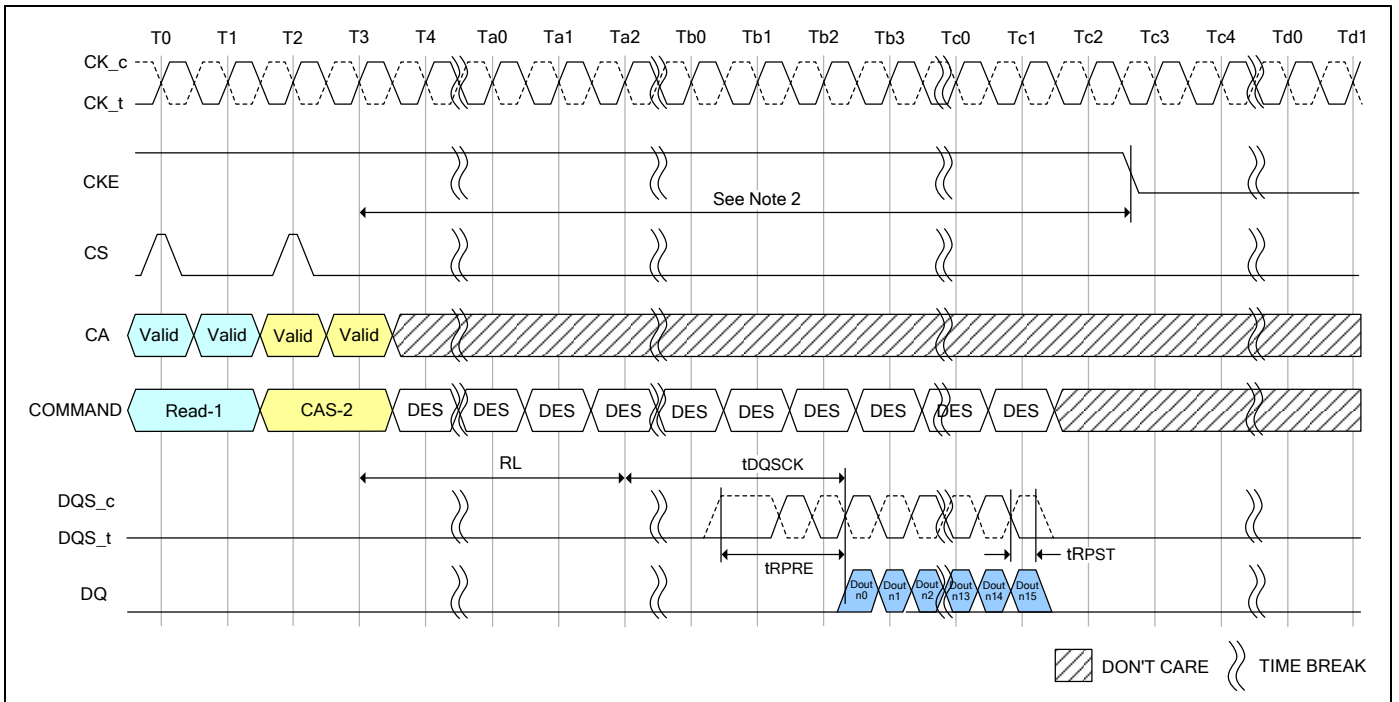 T0 T1 T2 T3 T4 Ta0 Ta1 Ta2 Tb0 Tb1 Tb2 Tb3 Tc0 Tc1 Tc2 Tc3 Tc4 Td0 Td1
CK_c
CK_t
CKE
See Note 2
CS
CA Valid Valid Valid Valid
COMMAND Read-1 CAS-2 DES DES DES DES DES DES DES DES DES DES
RL tDQSCK
DQS_c
DQS_t
tRPRE tRPST
DQ Dout n0 Dout n1 Dout n2 Dout n13 Dout n14 Dout n15
DON'T CARE TIME BREAK